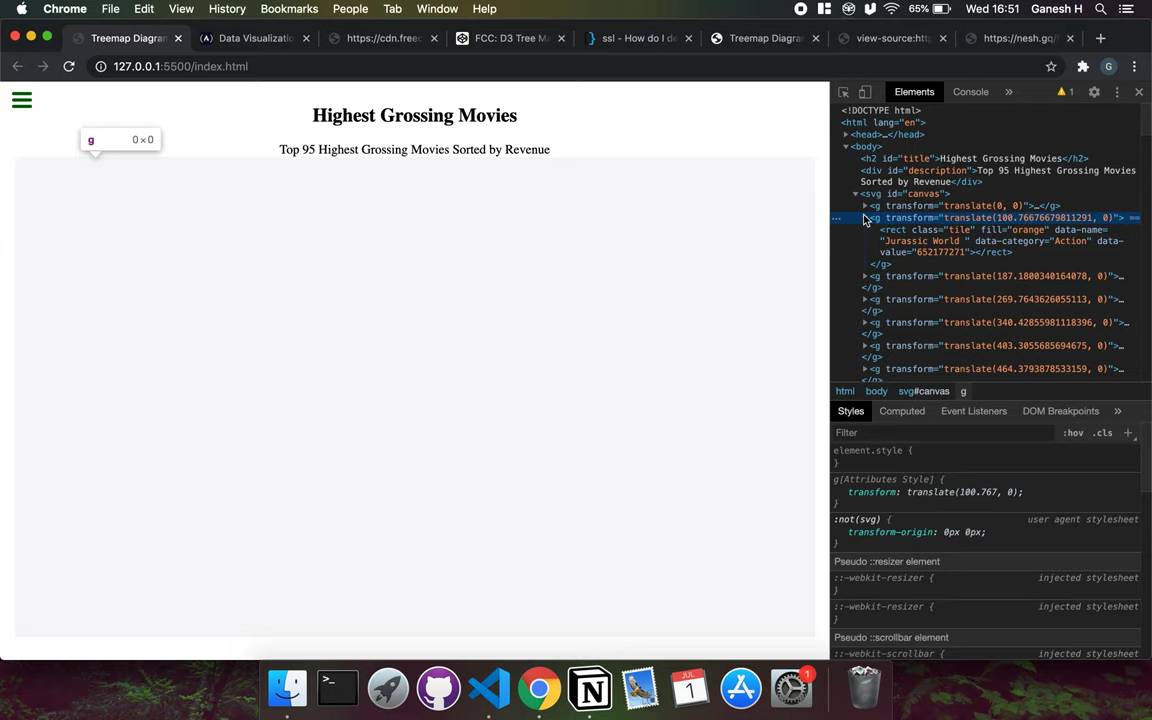 Chrome File Edit View History Bookmarks People Tab Window Help 65% Wed 16:51 Ganesh H
Treemap Diagra Data Visualizatio https://cdn.freec FCC: D3 Tree Ma ssl - How do I de Treemap Diagra view-source:http https://nesh.gq/
127.0.0.1:5500/index.html G
Highest Grossing Movies
Top 95 Highest Grossing Movies Sorted by Revenue
g 0×0
Elements Console » 1
<!DOCTYPE html>
<html lang="en">
<head>…</head>
<body>
<h2 id="title">Highest Grossing Movies</h2>
<div id="description">Top 95 Highest Grossing Movies
Sorted by Revenue</div>
<svg id="canvas">
<g transform="translate(0, 0)">…</g>
… <g transform="translate(100.76676679811291, 0)"> ==
<rect class="tile" fill="orange" data-name=
"Jurassic World " data-category="Action" data-
value="652177271"></rect>
</g>
<g transform="translate(187.1800340164078, 0)">…
</g>
<g transform="translate(269.7643626055113, 0)">…
</g>
<g transform="translate(340.42855981118396, 0)">…
</g>
<g transform="translate(403.3055685694675, 0)">…
</g>
<g transform="translate(464.3793878533159, 0)">…
</g>
html body svg#canvas g
Styles Computed Event Listeners DOM Breakpoints »
Filter :hov .cls +
element.style {
}
g[Attributes Style] {
transform: translate(100.767, 0);
}
:not(svg) { user agent stylesheet
transform-origin: 0px 0px;
}
Pseudo ::resizer element
::-webkit-resizer { injected stylesheet
}
::-webkit-resizer { injected stylesheet
}
Pseudo ::scrollbar element
::-webkit-scrollbar { injected stylesheet
>_ N JUL 1 1